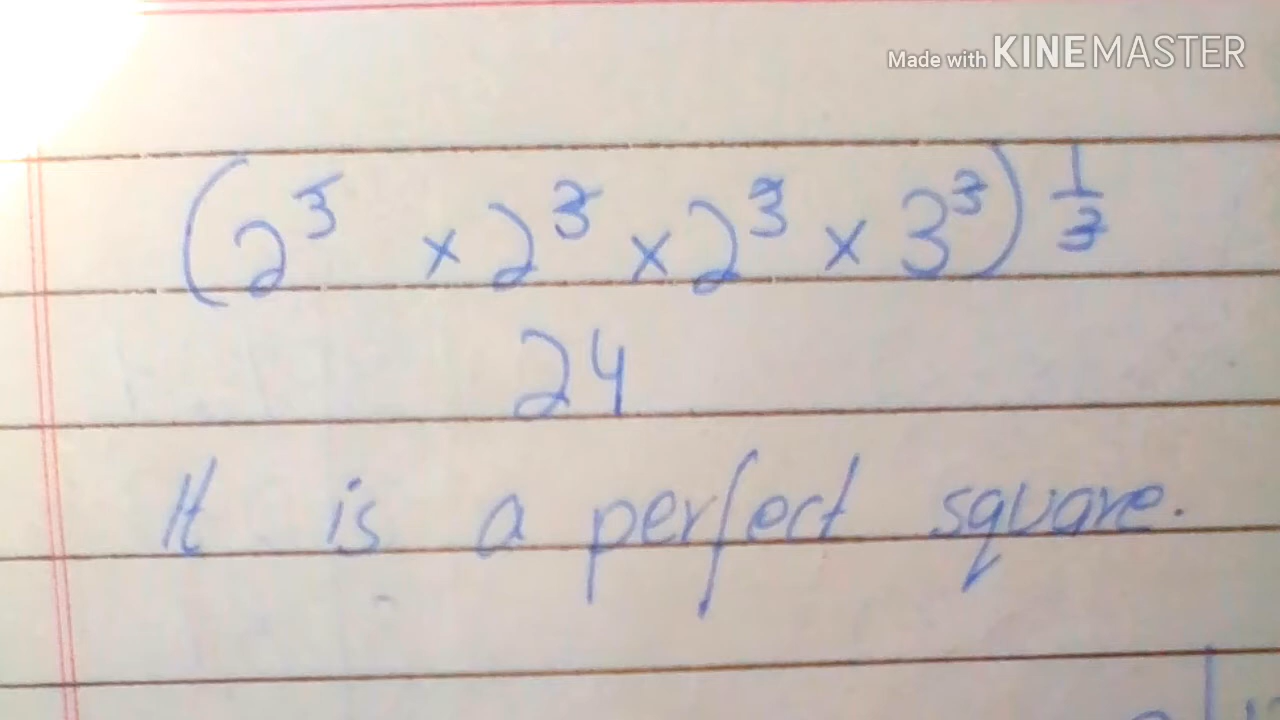 Made with KINEMASTER
(2³ × 2³ × 2³ × 3³)^1/3
24
It is a perfect square.